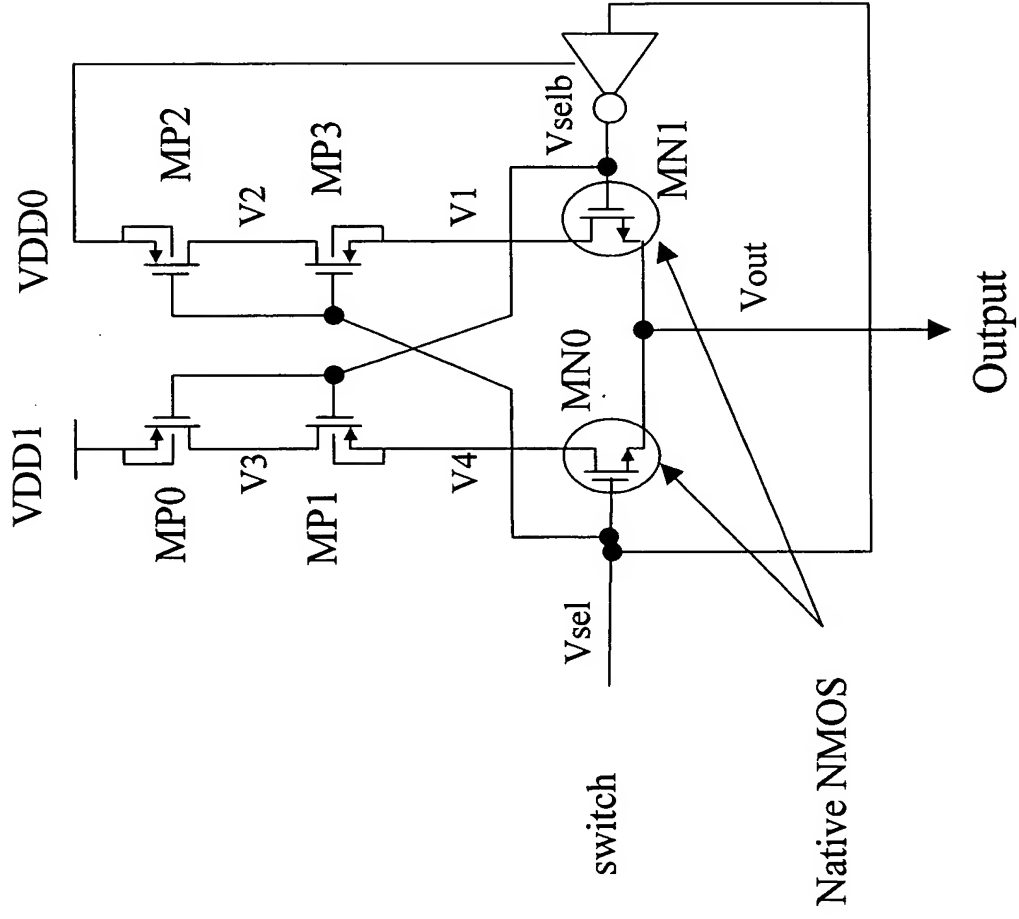 VDD1
VDD0
MP0
MP2
V3
V2
MP1
MP3
V4
V1
Vselb
MN0
MN1
Vsel
Vout
switch
Native NMOS
Output